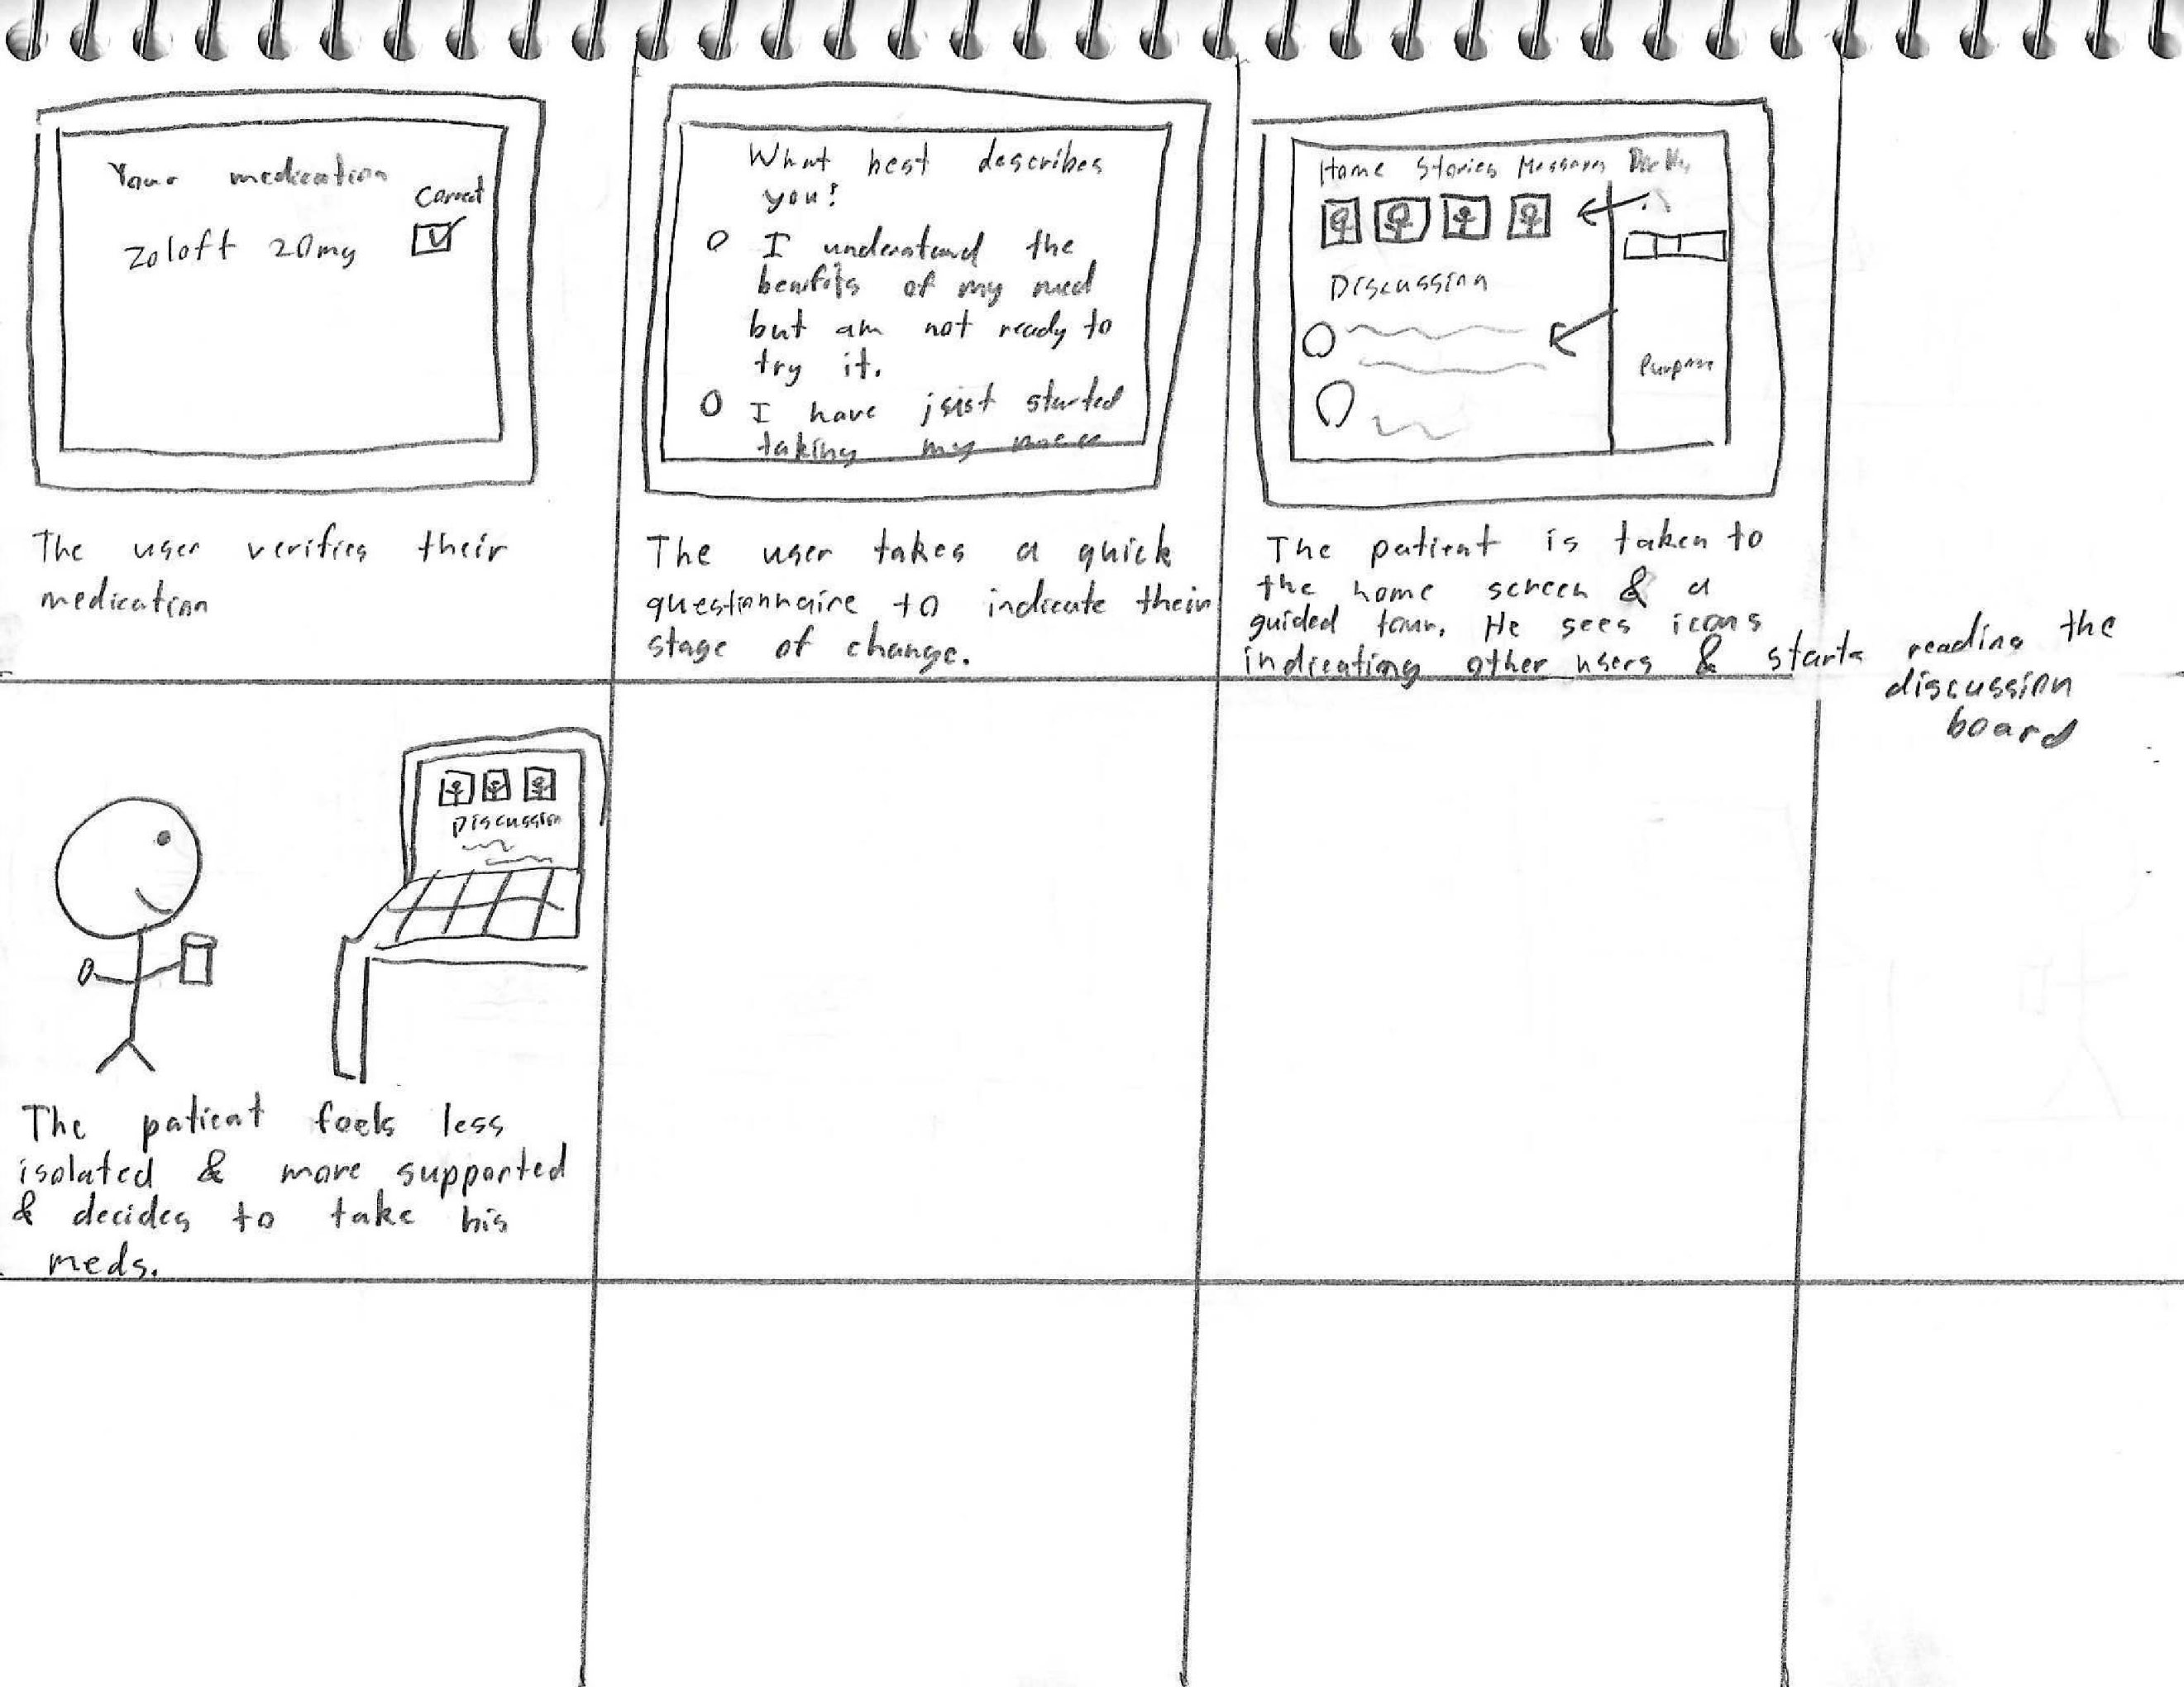 Your medication
Correct
Zoloft 20mg
The user verifies their
medication
What best describes
you?
I understand the
benifits of my med
but am not ready to
try it.
I have just started
taking my
The user takes a quick
questionnaire to indicate their
stage of change.
Home Stories Messages
Discussion
Purpose
The patient is taken to
the home screen & a
guided tour. He sees icons
indicating other users & starts reading the
discussion
board
Discussion
The patient feels less
isolated & more supported
& decides to take his
meds.